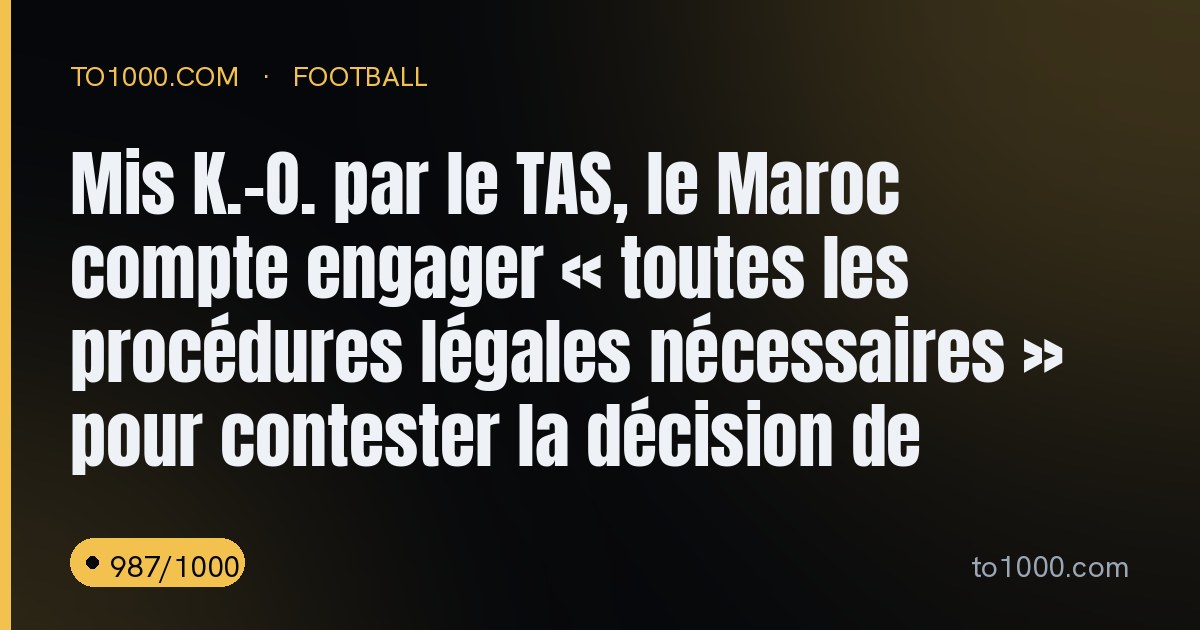 TO1000.COM · FOOTBALL
Mis K.-O. par le TAS, le Maroc
compte engager « toutes les
procédures légales nécessaires »
pour contester la décision de
987/1000
to1000.com